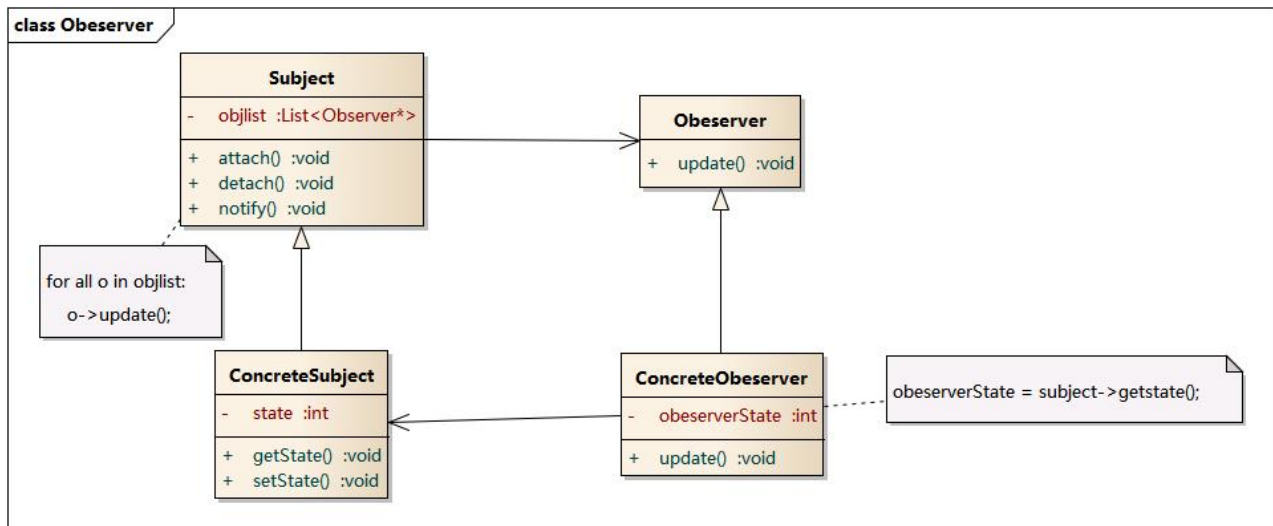 class Obeserver
Subject
- objlist :List<Observer*>
+ attach() :void
+ detach() :void
+ notify() :void
Obeserver
+ update() :void
for all o in objlist:
o->update();
ConcreteSubject
- state :int
+ getState() :void
+ setState() :void
ConcreteObeserver
- obeserverState :int
+ update() :void
obeserverState = subject->getstate();